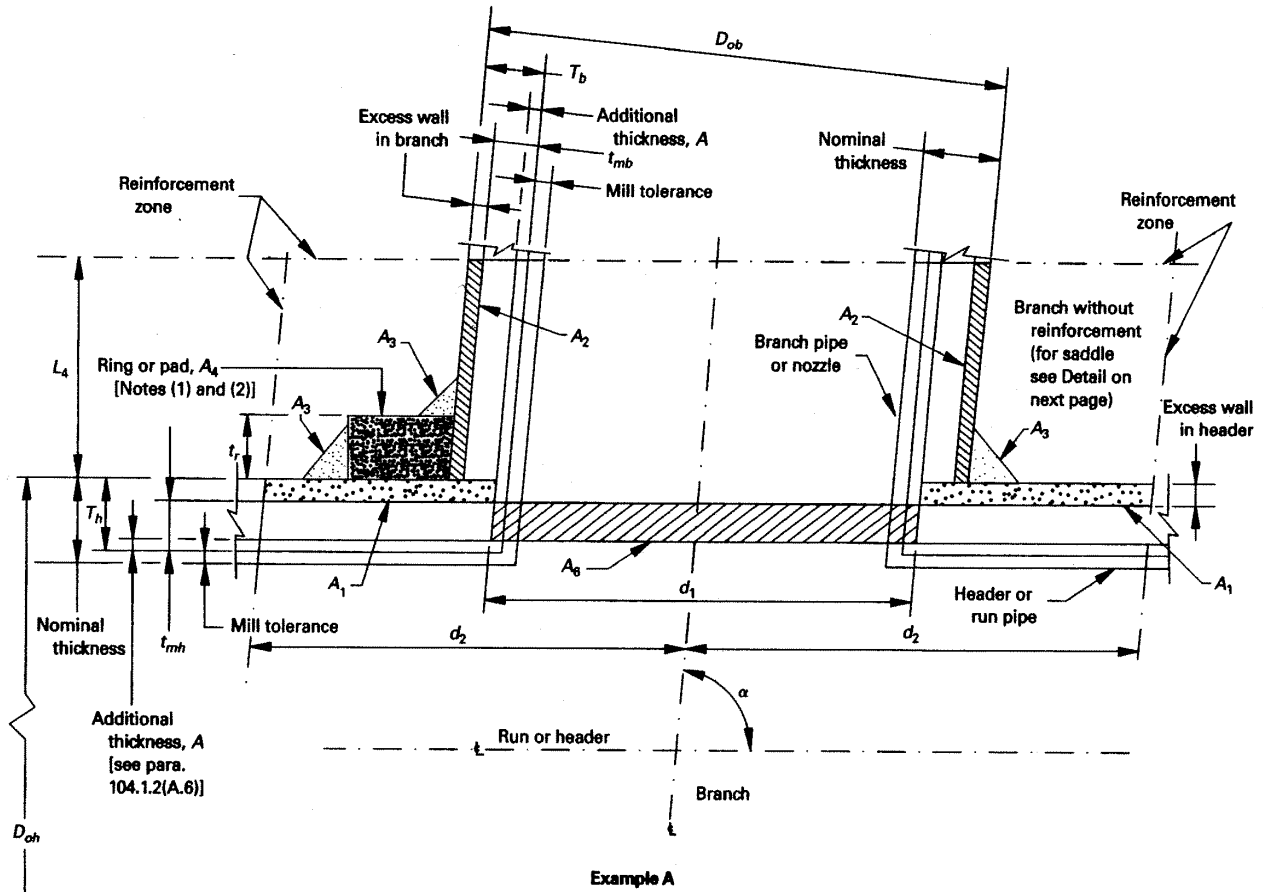 D_ob
T_b
Excess wall
in branch
Additional
thickness, A
t_mb
Mill tolerance
Nominal
thickness
Reinforcement
zone
Reinforcement
zone
L_4
A_3
A_2
Ring or pad, A_4
[Notes (1) and (2)]
A_3
t_r
Branch pipe
or nozzle
A_2
Branch without
reinforcement
(for saddle
see Detail on
next page)
A_3
Excess wall
in header
T_h
A_1
A_6
A_1
d_1
Header or
run pipe
Nominal
thickness
t_mh
Mill tolerance
d_2
d_2
α
Additional
thickness, A
[see para.
104.1.2(A.6)]
Run or header
℄
Branch
℄
D_oh
Example A